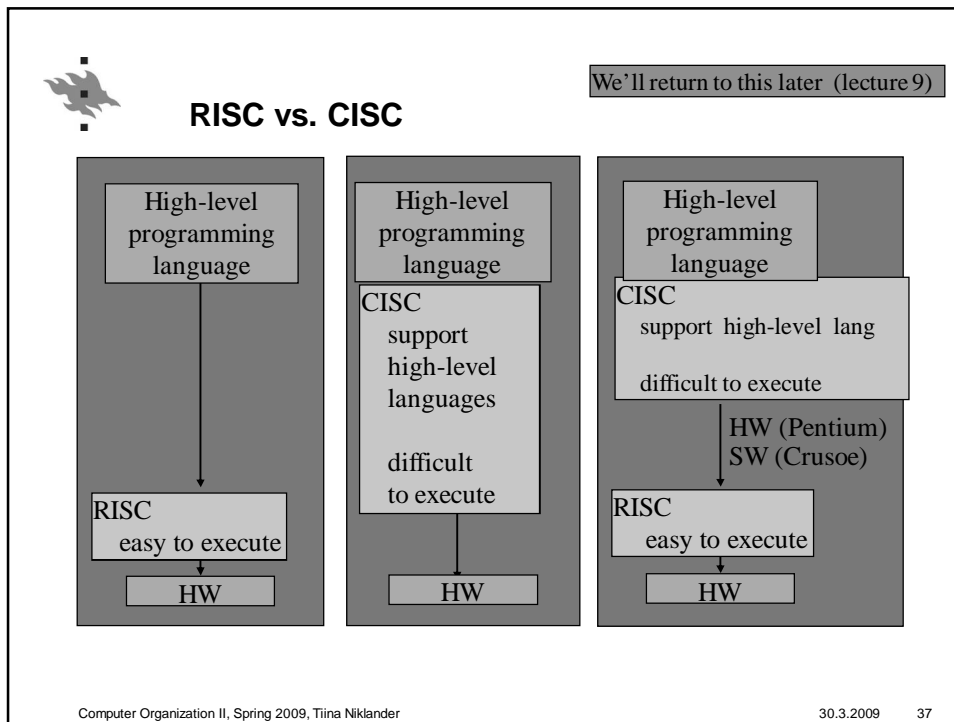 We’ll return to this later (lecture 9)
RISC vs. CISC
High-level
programming
language
RISC
easy to execute
HW
High-level
programming
language
CISC
support
high-level
languages
difficult
to execute
HW
High-level
programming
language
CISC
support high-level lang
difficult to execute
HW (Pentium)
SW (Crusoe)
RISC
easy to execute
HW
Computer Organization II, Spring 2009, Tiina Niklander
30.3.2009 37